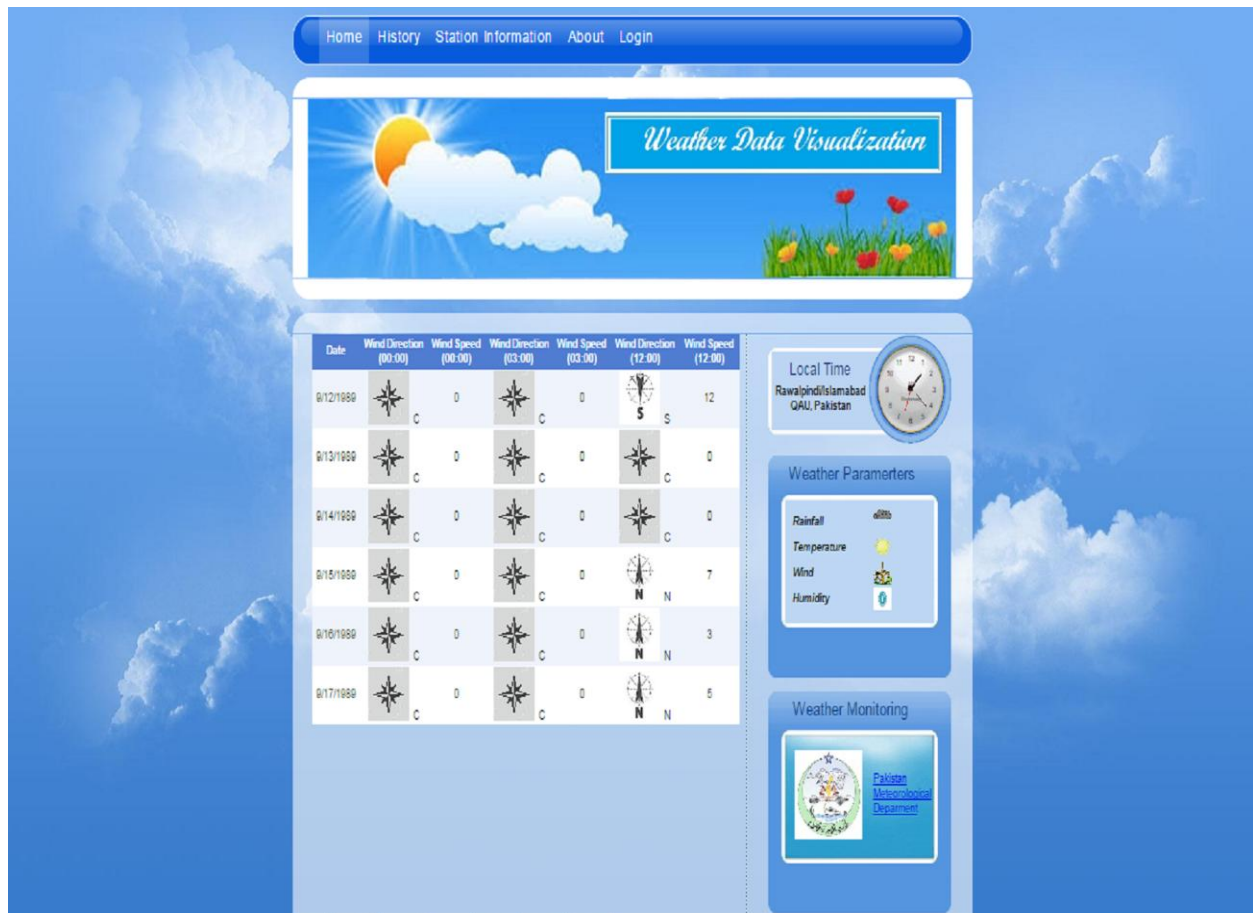 Home History Station Information About Login
Weather Data Visualization
Date Wind Direction (00:00) Wind Speed (00:00) Wind Direction (03:00) Wind Speed (03:00) Wind Direction (12:00) Wind Speed (12:00)
9/12/1989 C 0 C 0 S S 12
9/13/1989 C 0 C 0 C 0
9/14/1989 C 0 C 0 C 0
9/15/1989 C 0 C 0 N N 7
9/16/1989 C 0 C 0 N N 3
9/17/1989 C 0 C 0 N N 5
Local Time
Rawalpindi/Islamabad
QAU, Pakistan
Weather Paramerters
Rainfall
Temperature
Wind
Humidity
Weather Monitoring
Pakistan
Meteorological
Deparment